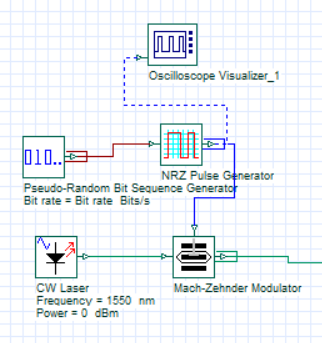 Oscilloscope Visualizer_1
010..
NRZ Pulse Generator
Pseudo-Random Bit Sequence Generator
Bit rate = Bit rate Bits/s
CW Laser
Frequency = 1550 nm
Power = 0 dBm
Mach-Zehnder Modulator